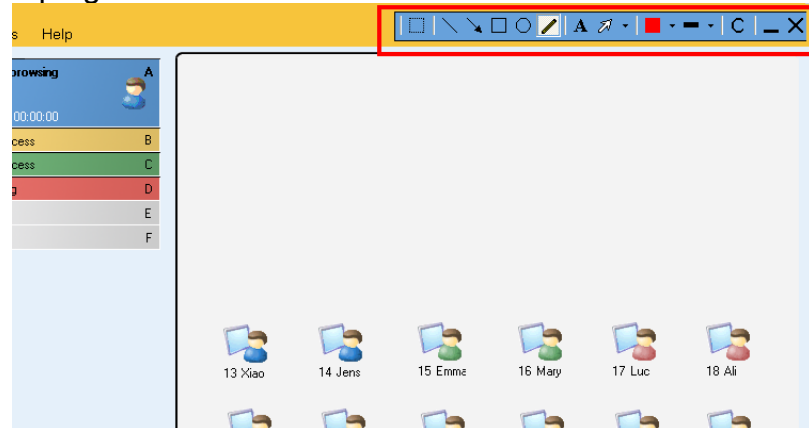 s Help
A C
browsing A
00:00:00
cess B
cess C
g D
E
F
13 Xiao 14 Jens 15 Emma 16 Mary 17 Luc 18 Ali